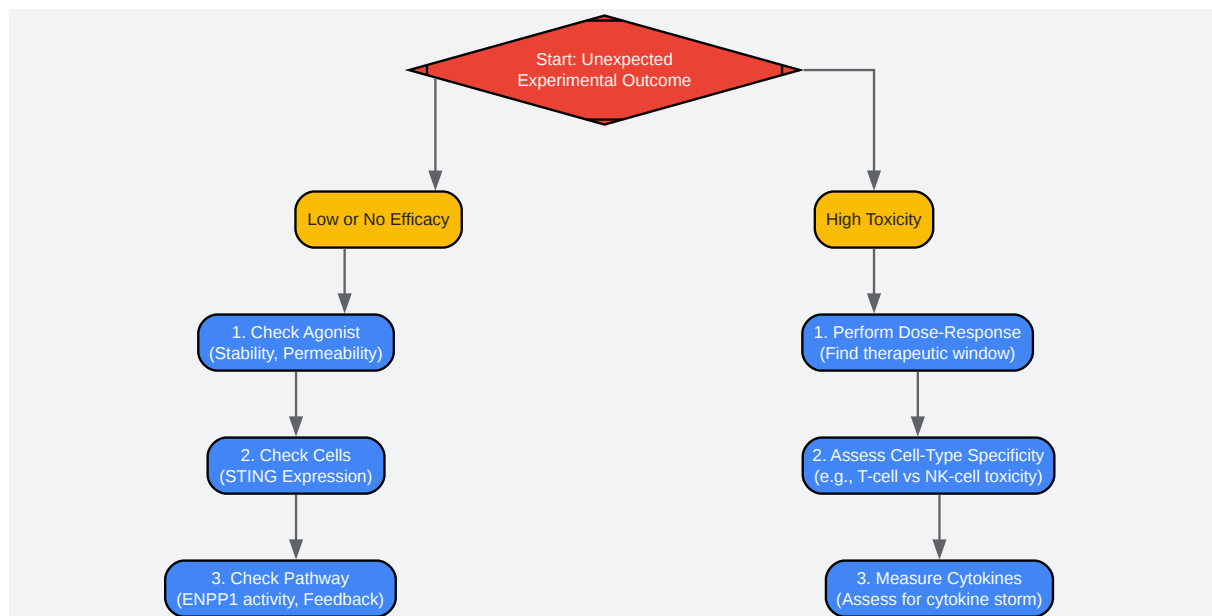 Start: Unexpected
Experimental Outcome
Low or No Efficacy
High Toxicity
1. Check Agonist
(Stability, Permeability)
1. Perform Dose-Response
(Find therapeutic window)
2. Check Cells
(STING Expression)
2. Assess Cell-Type Specificity
(e.g., T-cell vs NK-cell toxicity)
3. Check Pathway
(ENPP1 activity, Feedback)
3. Measure Cytokines
(Assess for cytokine storm)